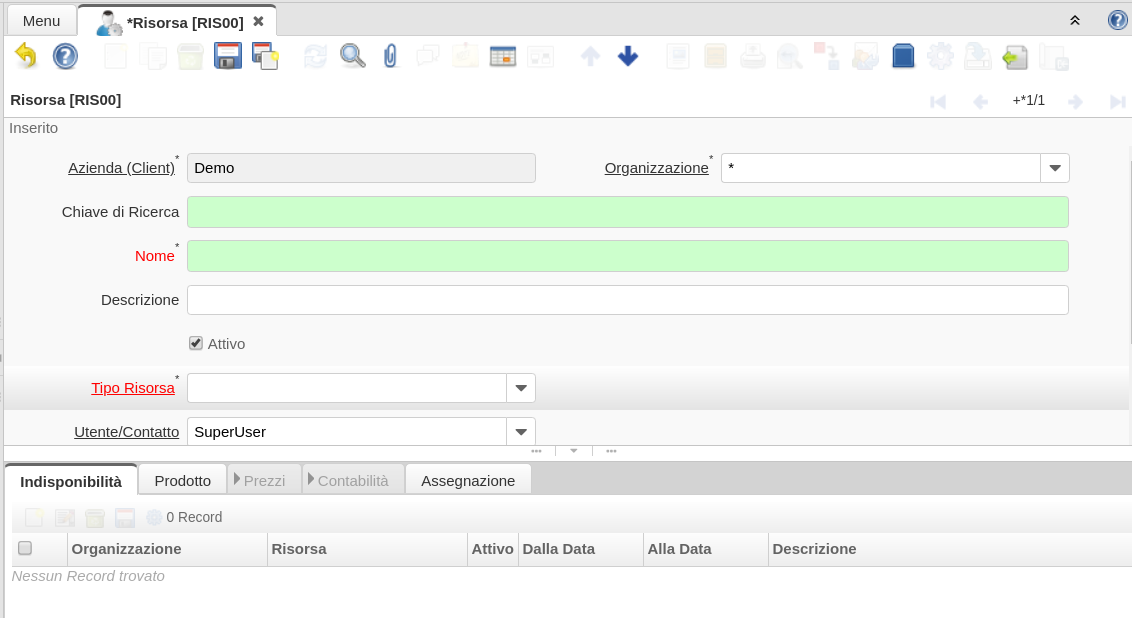 Menu *Risorsa [RIS00]
Risorsa [RIS00] +*1/1
Inserito
Azienda (Client)* Demo Organizzazione* *
Chiave di Ricerca
Nome*
Descrizione
Attivo
Tipo Risorsa*
Utente/Contatto SuperUser
Indisponibilità Prodotto Prezzi Contabilità Assegnazione
0 Record
Organizzazione Risorsa Attivo Dalla Data Alla Data Descrizione
Nessun Record trovato